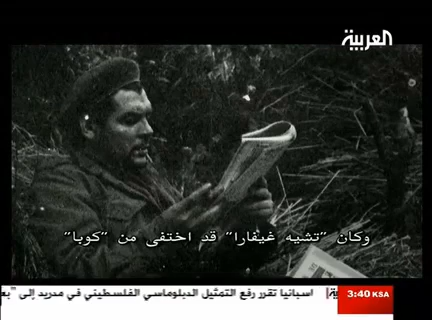 العربية
وكان "تشيه غيفارا" قد اختفى من "كوبا"
3:40 KSA
اسبانيا تقرر رفع التمثيل الدبلوماسي الفلسطيني في مدريد إلى